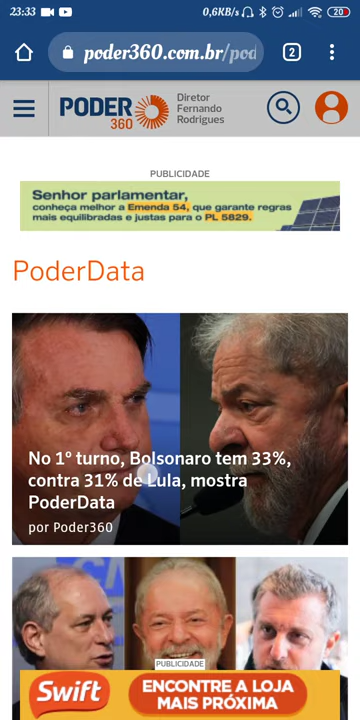 23:33
0,6KB/s
20
poder360.com.br/pod
2
PODER
360
Diretor
Fernando
Rodrigues
PUBLICIDADE
Senhor parlamentar,
conheça melhor a Emenda 54, que garante regras
mais equilibradas e justas para o PL 5829.
PoderData
No 1º turno, Bolsonaro tem 33%,
contra 31% de Lula, mostra
PoderData
por Poder360
PUBLICIDADE
Swift
ENCONTRE A LOJA
MAIS PRÓXIMA